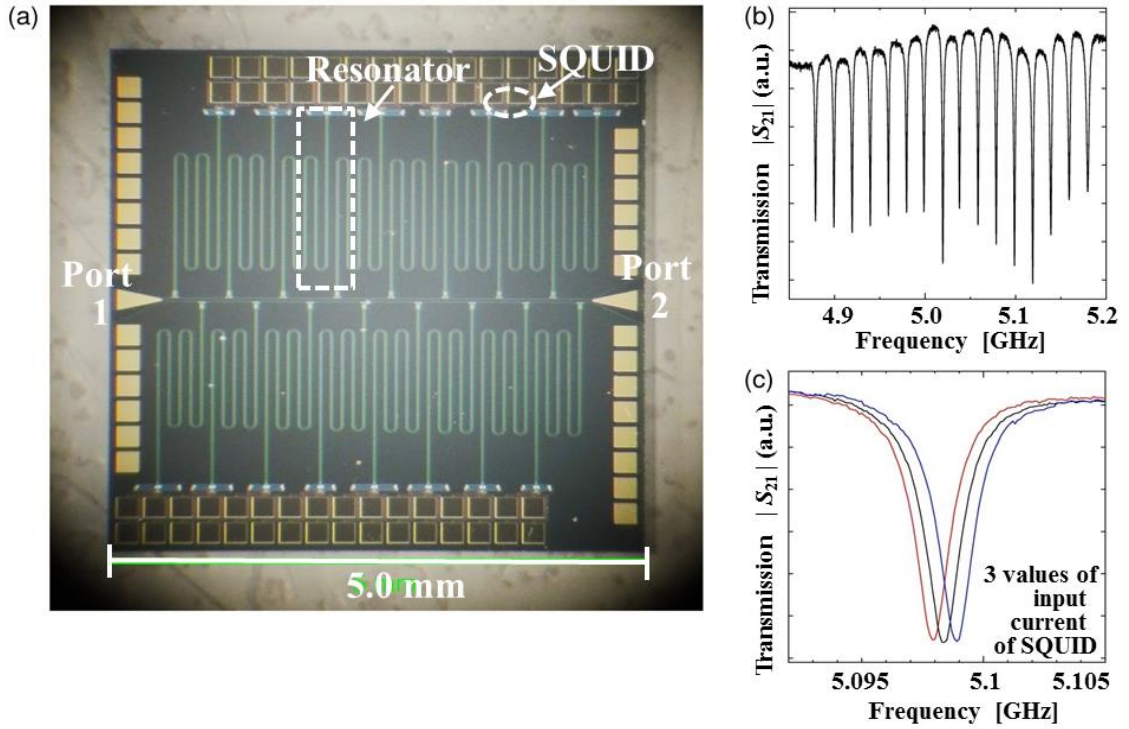 (a)
Resonator
SQUID
Port
1
Port
2
5.0 mm
(b)
Transmission |S21| (a.u.)
4.9 5.0 5.1 5.2
Frequency [GHz]
(c)
Transmission |S21| (a.u.)
3 values of
input
current
of SQUID
5.095 5.1 5.105
Frequency [GHz]